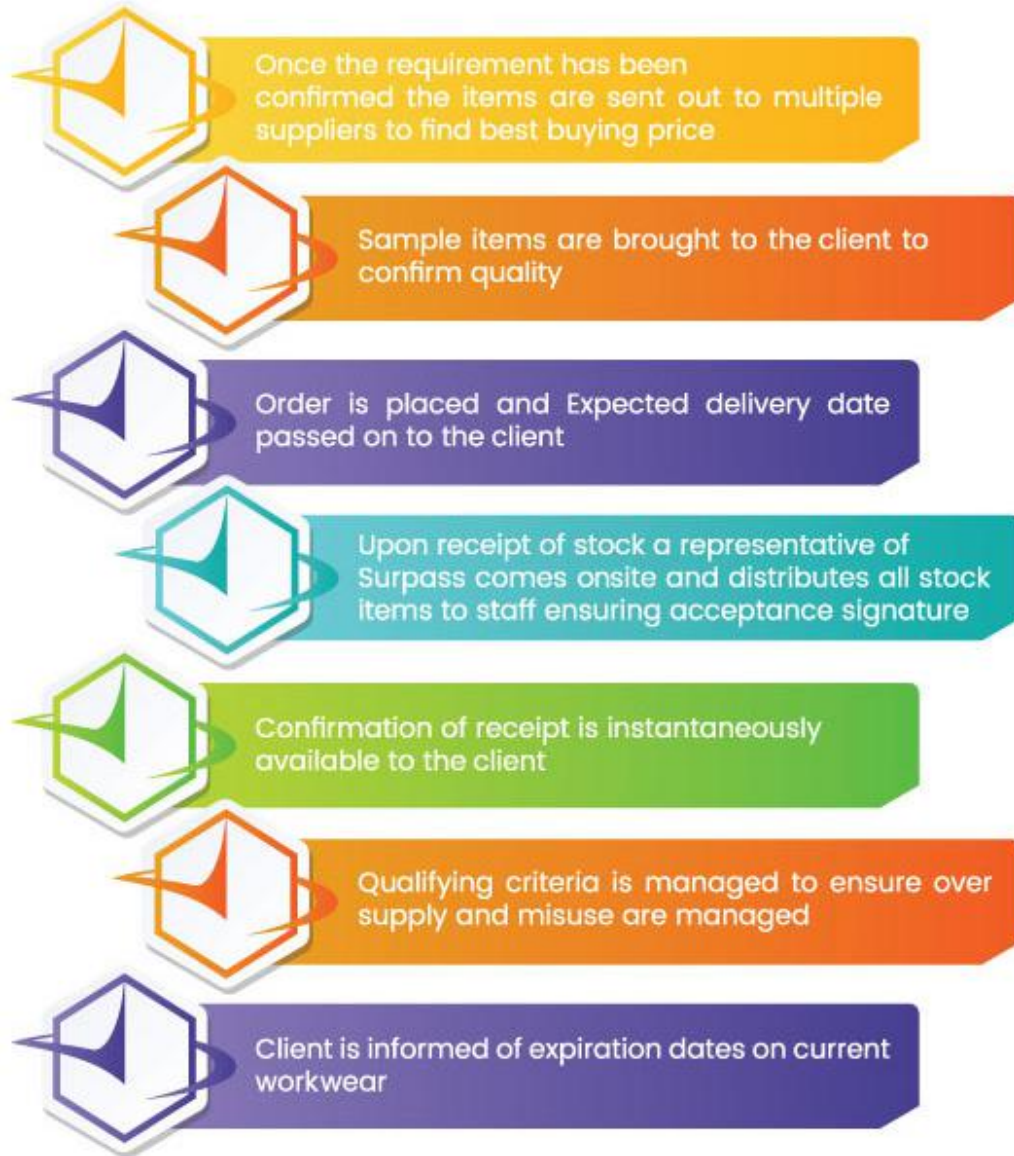 Once the requirement has been
confirmed the items are sent out to multiple
suppliers to find best buying price
Sample items are brought to the client to
confirm quality
Order is placed and Expected delivery date
passed on to the client
Upon receipt of stock a representative of
Surpass comes onsite and distributes all stock
items to staff ensuring acceptance signature
Confirmation of receipt is instantaneously
available to the client
Qualifying criteria is managed to ensure over
supply and misuse are managed
Client is informed of expiration dates on current
workwear